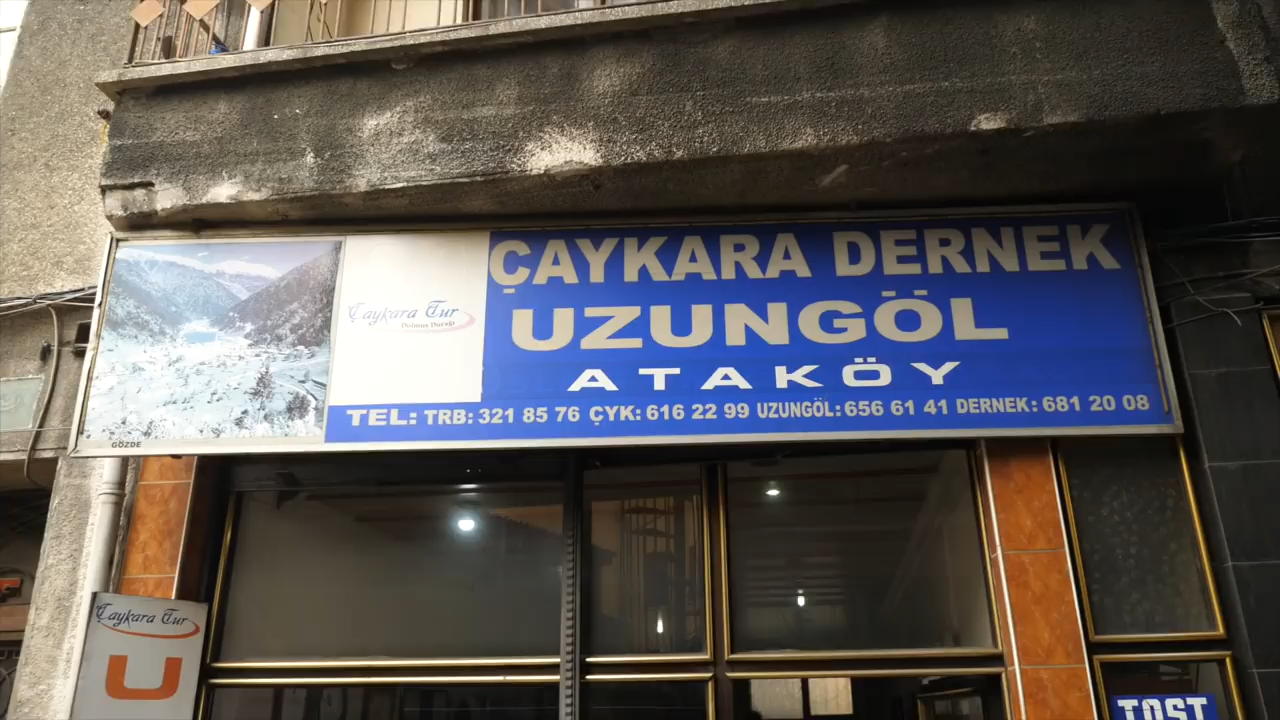 ÇAYKARA DERNEK
UZUNGÖL
ATAKÖY
Çaykara Tur
Dolmuş Durağı
TEL: TRB: 321 85 76 ÇYK: 616 22 99 UZUNGÖL: 656 61 41 DERNEK: 681 20 08
GÖZDE
Çaykara Tur
U
TOST